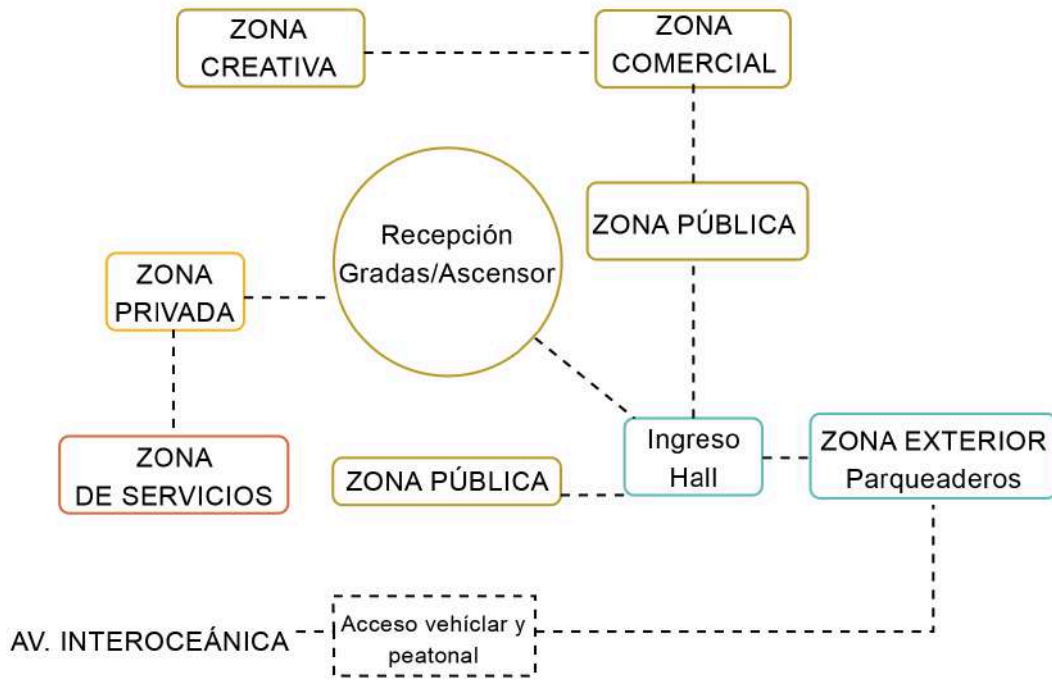 ZONA
CREATIVA
ZONA
COMERCIAL
Recepción
Gradas/Ascensor
ZONA PÚBLICA
ZONA
PRIVADA
ZONA
DE SERVICIOS
ZONA PÚBLICA
Ingreso
Hall
ZONA EXTERIOR
Parqueaderos
AV. INTEROCEÁNICA
Acceso vehíclar y
peatonal